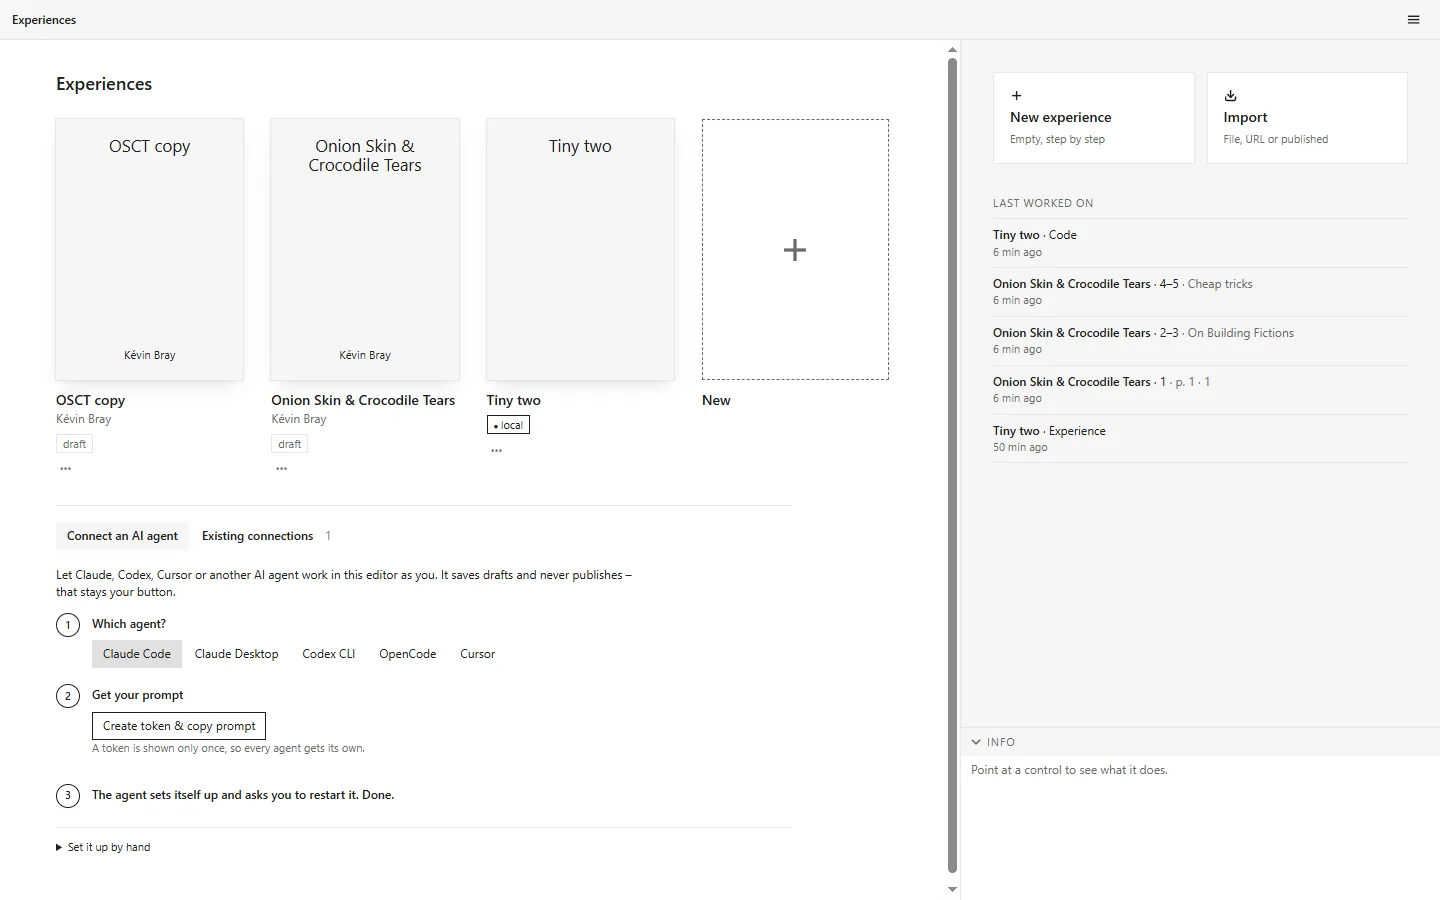 Experiences
Experiences
OSCT copy
Kévin Bray
OSCT copy
Kévin Bray
draft
Onion Skin &
Crocodile Tears
Kévin Bray
Onion Skin & Crocodile Tears
Kévin Bray
draft
Tiny two
Tiny two
• local
New
Connect an AI agent
Existing connections 1
Let Claude, Codex, Cursor or another AI agent work in this editor as you. It saves drafts and never publishes –
that stays your button.
1 Which agent?
Claude Code Claude Desktop Codex CLI OpenCode Cursor
2 Get your prompt
Create token & copy prompt
A token is shown only once, so every agent gets its own.
3 The agent sets itself up and asks you to restart it. Done.
Set it up by hand
New experience
Empty, step by step
Import
File, URL or published
LAST WORKED ON
Tiny two · Code
6 min ago
Onion Skin & Crocodile Tears · 4–5 · Cheap tricks
6 min ago
Onion Skin & Crocodile Tears · 2–3 · On Building Fictions
6 min ago
Onion Skin & Crocodile Tears · 1 · p. 1 · 1
6 min ago
Tiny two · Experience
50 min ago
INFO
Point at a control to see what it does.